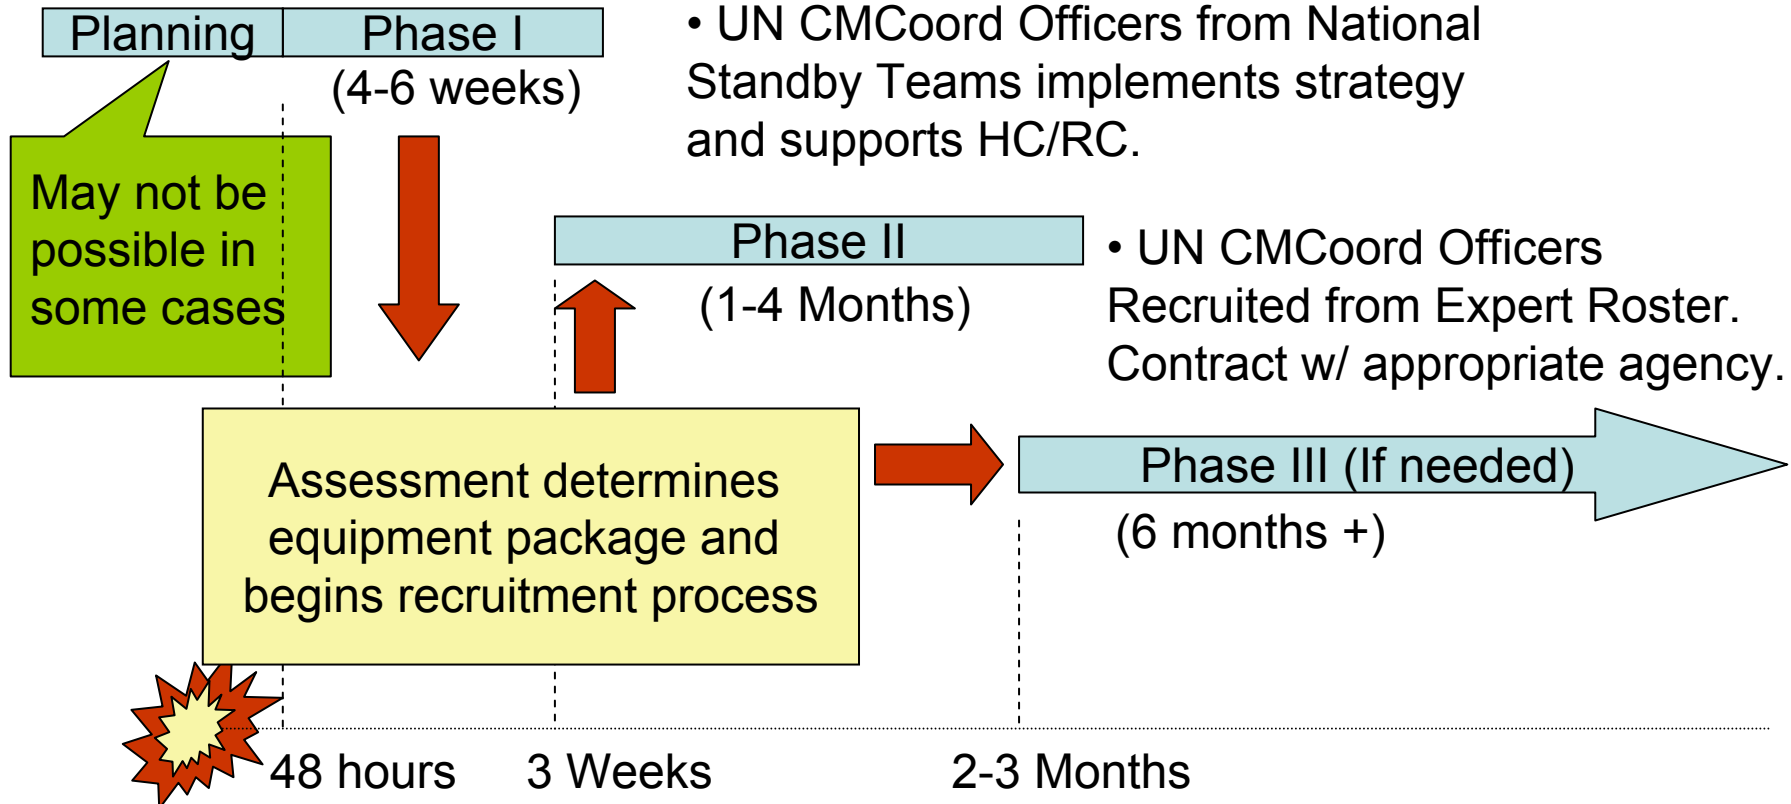 Planning
Phase I
(4-6 weeks)
• UN CMCoord Officers from National
Standby Teams implements strategy
and supports HC/RC.
May not be
possible in
some cases
Phase II
(1-4 Months)
• UN CMCoord Officers
Recruited from Expert Roster.
Contract w/ appropriate agency.
Assessment determines
equipment package and
begins recruitment process
Phase III (If needed)
(6 months +)
48 hours
3 Weeks
2-3 Months